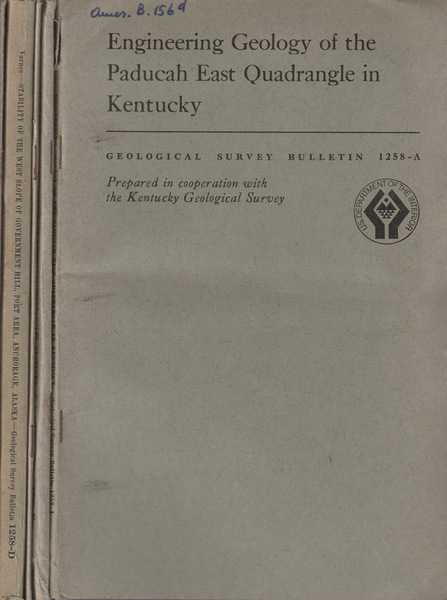 Amer. B. 156d
Engineering Geology of the
Paducah East Quadrangle in
Kentucky
GEOLOGICAL SURVEY BULLETIN 1258-A
Prepared in cooperation with
the Kentucky Geological Survey
U.S. DEPARTMENT OF THE INTERIOR
Varnes—STABILITY OF THE WEST SLOPE OF GOVERNMENT HILL, PORT AREA, ANCHORAGE, ALASKA—Geological Survey Bulletin 1258-D